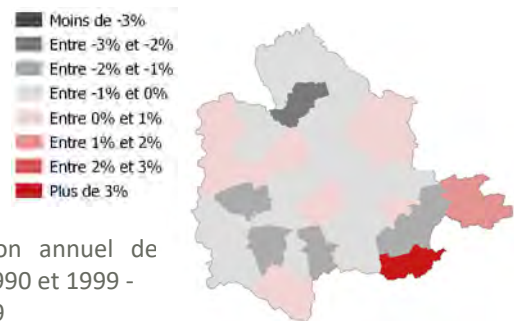 Moins de -3%
Entre -3% et -2%
Entre -2% et -1%
Entre -1% et 0%
Entre 0% et 1%
Entre 1% et 2%
Entre 2% et 3%
Plus de 3%
on annuel de
990 et 1999 -
9